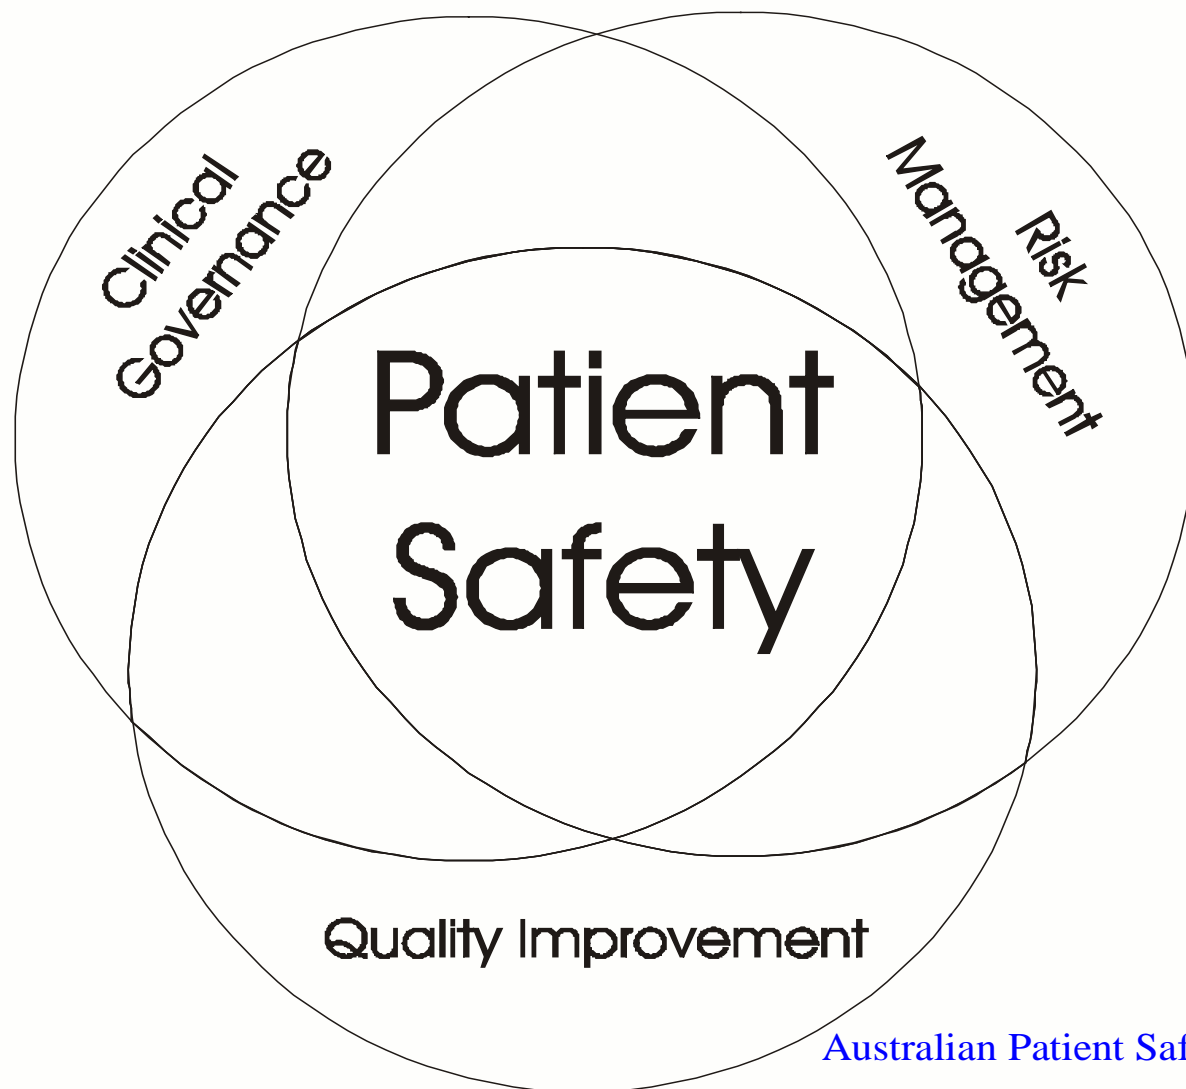 Clinical
Governance
Risk
Management
Patient
Safety
Quality Improvement
Australian Patient